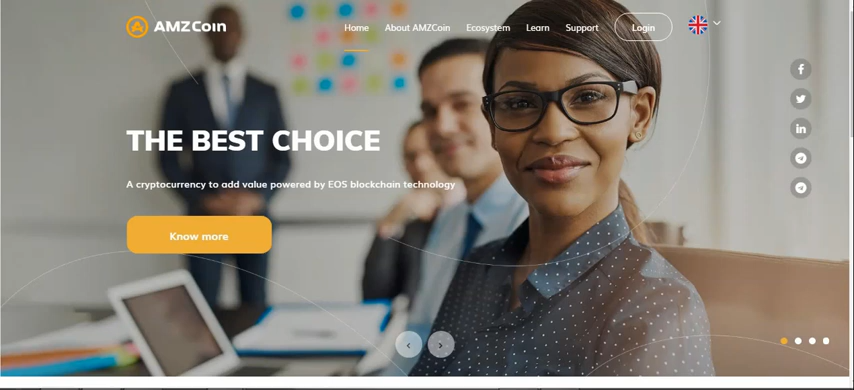 AMZCoin
Home About AMZCoin Ecosystem Learn Support Login
THE BEST CHOICE
A cryptocurrency to add value powered by EOS blockchain technology
Know more